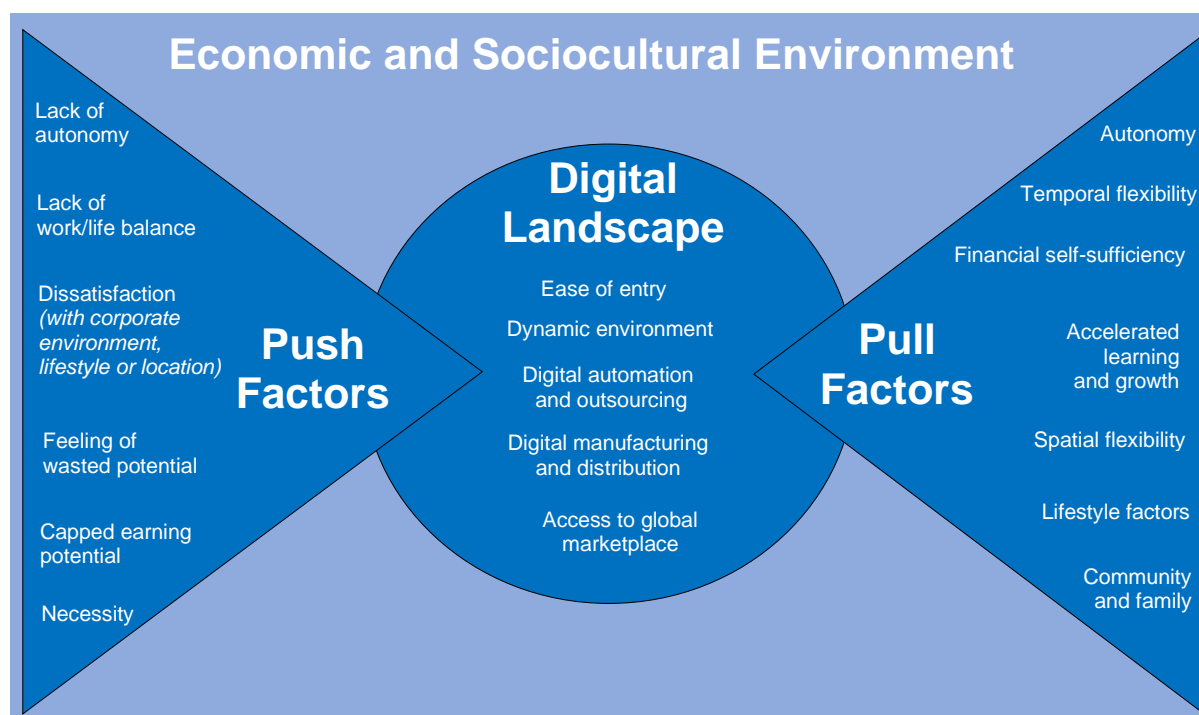 Economic and Sociocultural Environment
Lack of
autonomy
Lack of
work/life balance
Dissatisfaction
(with corporate
environment,
lifestyle or location)
Feeling of
wasted potential
Capped earning
potential
Necessity
Push
Factors
Digital
Landscape
Ease of entry
Dynamic environment
Digital automation
and outsourcing
Digital manufacturing
and distribution
Access to global
marketplace
Pull
Factors
Autonomy
Temporal flexibility
Financial self-sufficiency
Accelerated
learning
and growth
Spatial flexibility
Lifestyle factors
Community
and family